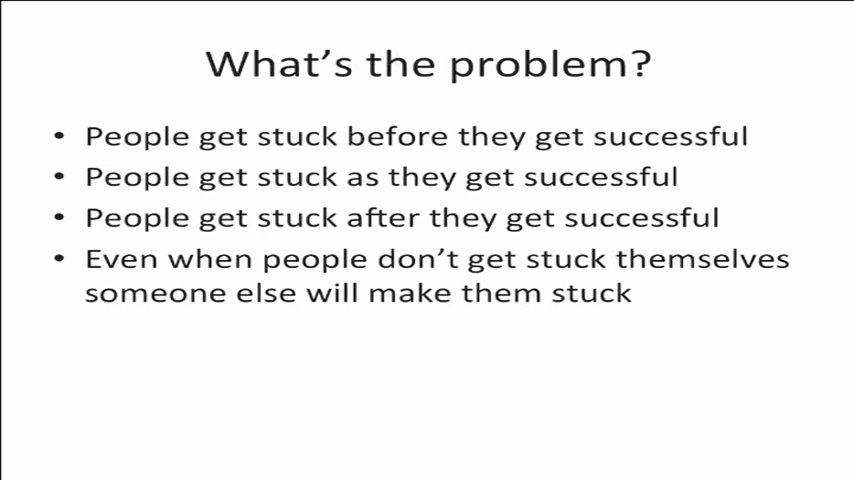 What's the problem?
• People get stuck before they get successful
• People get stuck as they get successful
• People get stuck after they get successful
• Even when people don't get stuck themselves
someone else will make them stuck